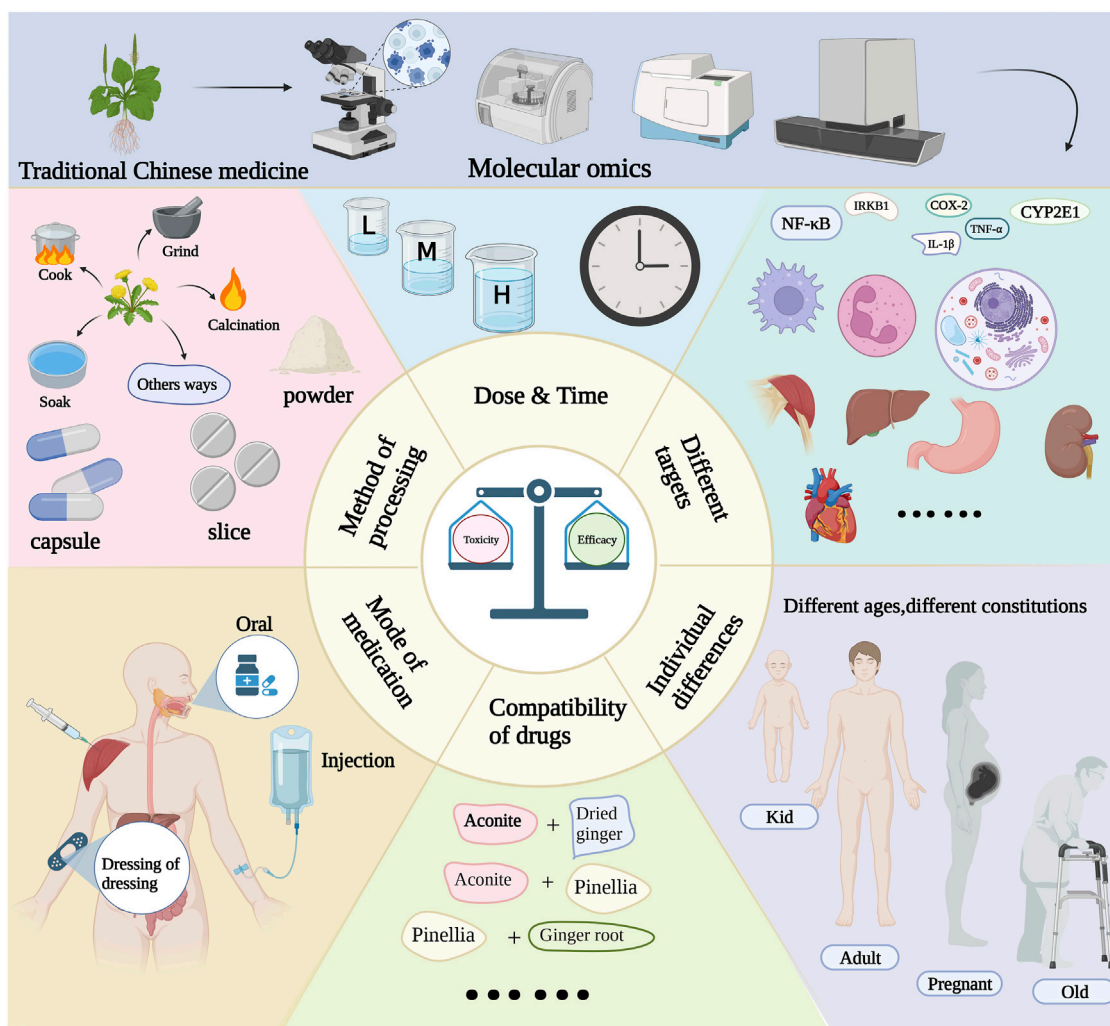 Traditional Chinese medicine
Molecular omics
Cook
Grind
Calcination
Soak
Others ways
powder
capsule
slice
L
M
H
NF-κB
IRKB1
COX-2
CYP2E1
IL-1β
TNF-α
Dose & Time
Method of
processing
Different
targets
Toxicity
Efficacy
Mode of
medication
Individual
differences
Compatibility
of drugs
Oral
Injection
Dressing of
dressing
Aconite + Dried
ginger
Aconite + Pinellia
Pinellia + Ginger root
Different ages,different constitutions
Kid
Adult
Pregnant
Old